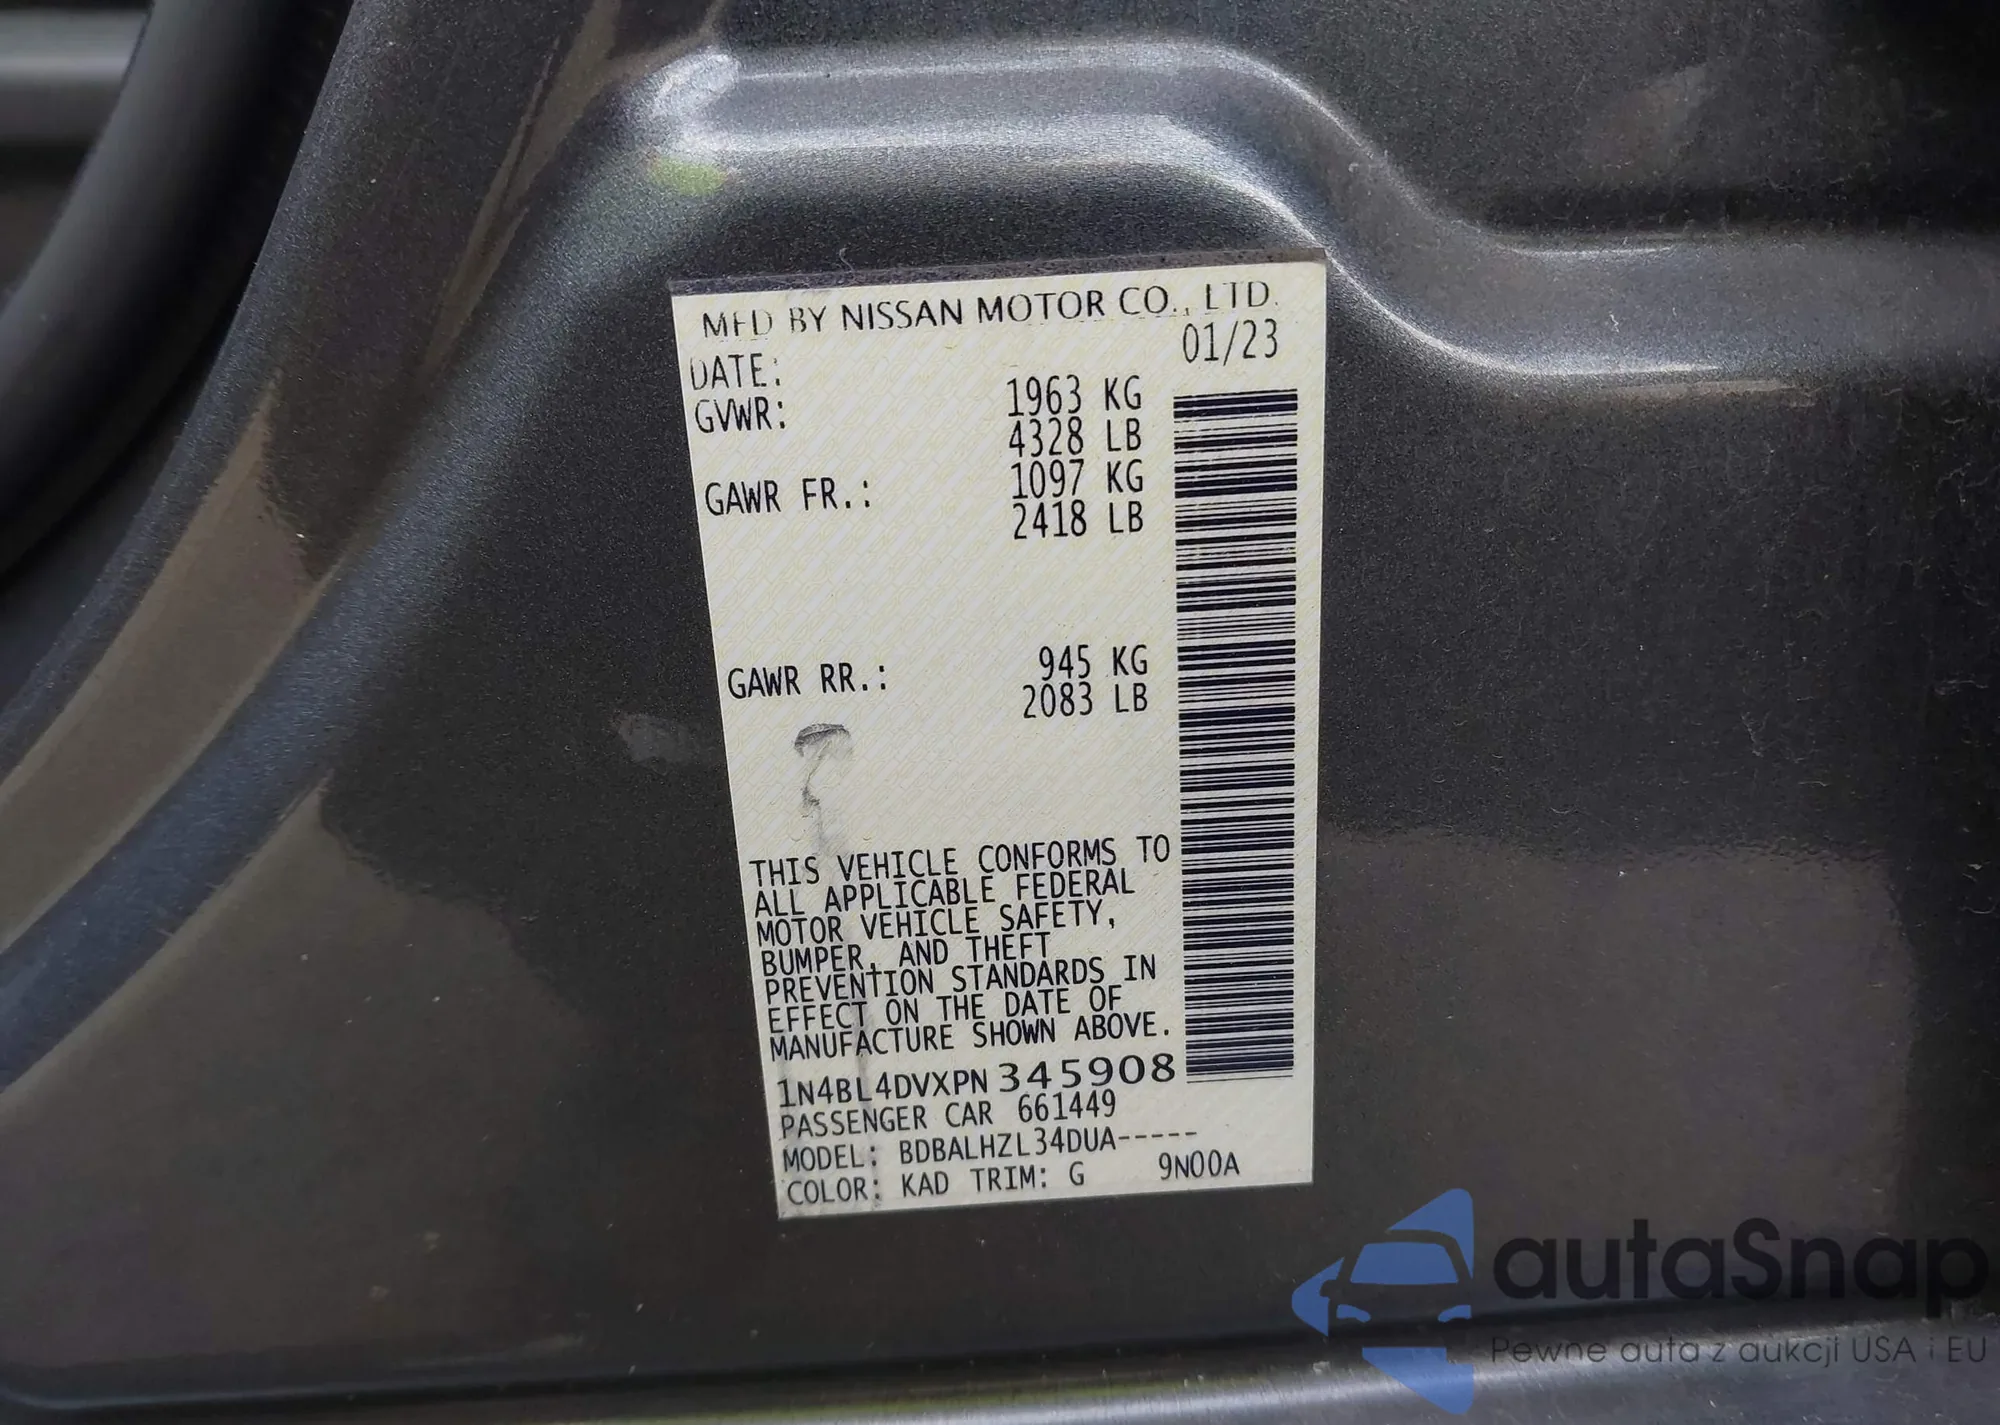 MFD BY NISSAN MOTOR CO., LTD.
DATE: 01/23
GVWR: 1963 KG
4328 LB
GAWR FR.: 1097 KG
2418 LB
GAWR RR.: 945 KG
2083 LB
THIS VEHICLE CONFORMS TO
ALL APPLICABLE FEDERAL
MOTOR VEHICLE SAFETY,
BUMPER, AND THEFT
PREVENTION STANDARDS IN
EFFECT ON THE DATE OF
MANUFACTURE SHOWN ABOVE.
1N4BL4DVXPN345908
PASSENGER CAR 661449
MODEL: BDBALHZL34DUA-----
COLOR: KAD TRIM: G 9N00A
autaSnap
Pewne auta z aukcji USA i EU